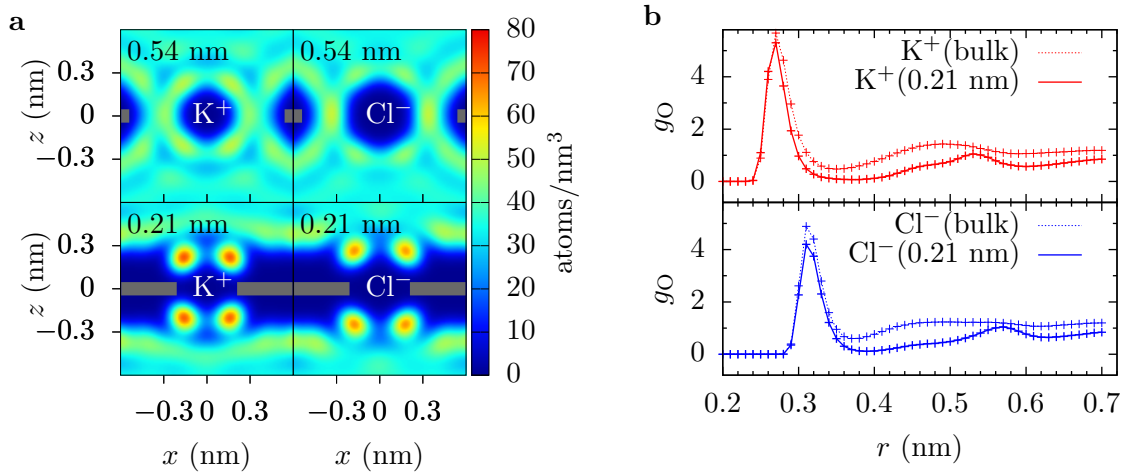 a
0.54 nm
0.54 nm
K⁺
Cl⁻
0.21 nm
0.21 nm
K⁺
Cl⁻
z (nm)
0.3
0
−0.3
z (nm)
0.3
0
−0.3
−0.3 0 0.3
−0.3 0 0.3
x (nm)
x (nm)
80
70
60
50
40
30
20
10
0
atoms/nm³
b
K⁺(bulk)
K⁺(0.21 nm)
gO
4
2
0
Cl⁻(bulk)
Cl⁻(0.21 nm)
gO
4
2
0
0.2 0.3 0.4 0.5 0.6 0.7
r (nm)